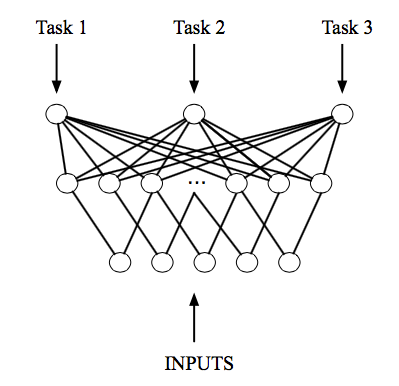 Task 1
Task 2
Task 3
...
INPUTS